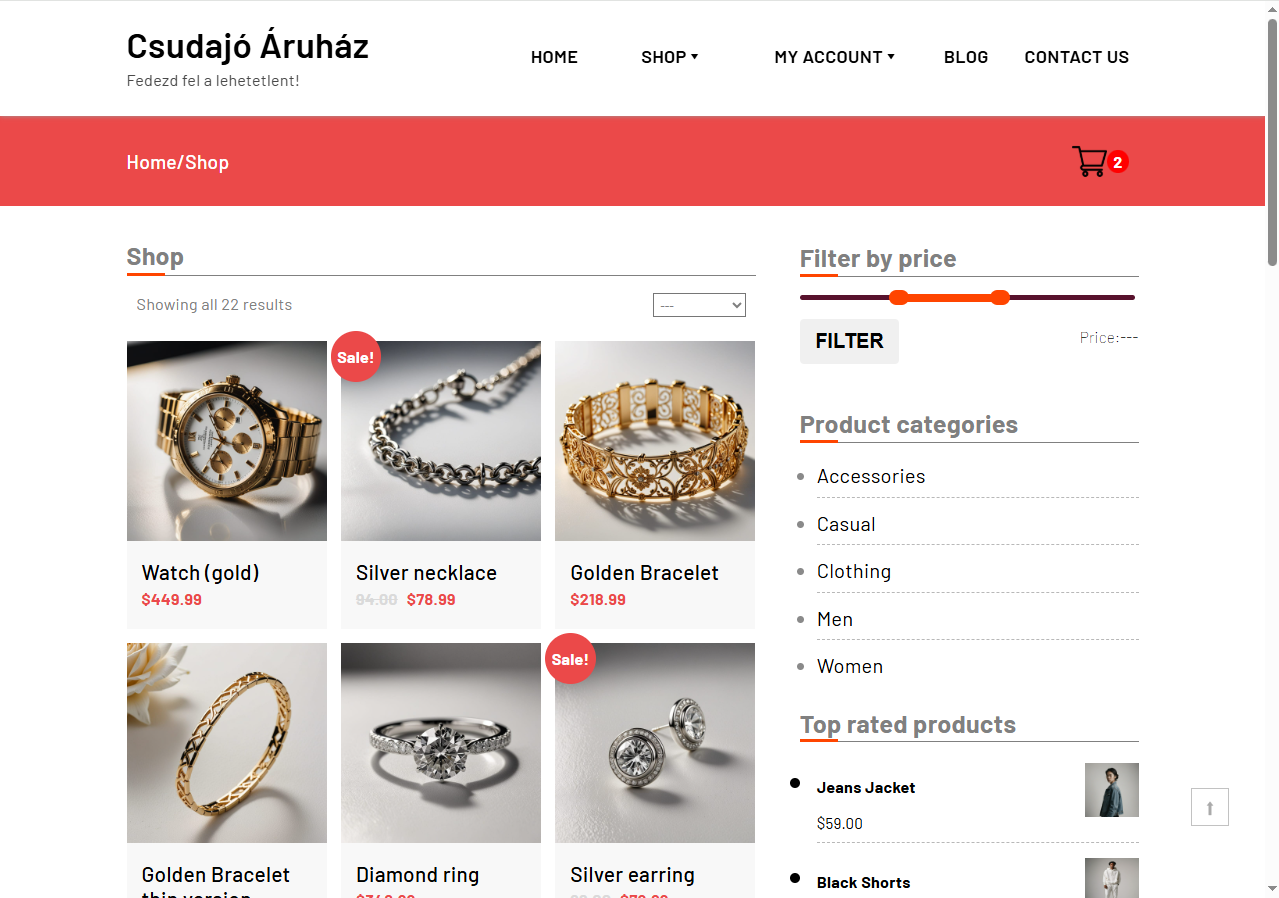 Csudajó Áruház
Fedezd fel a lehetetlent!
HOME
SHOP
MY ACCOUNT
BLOG
CONTACT US
Home/Shop
2
Shop
Showing all 22 results
---
Sale!
Watch (gold)
$449.99
Silver necklace
94.00 $78.99
Golden Bracelet
$218.99
Sale!
Golden Bracelet
thin version
Diamond ring
Silver earring
Filter by price
FILTER
Price:---
Product categories
Accessories
Casual
Clothing
Men
Women
Top rated products
Jeans Jacket
$59.00
Black Shorts